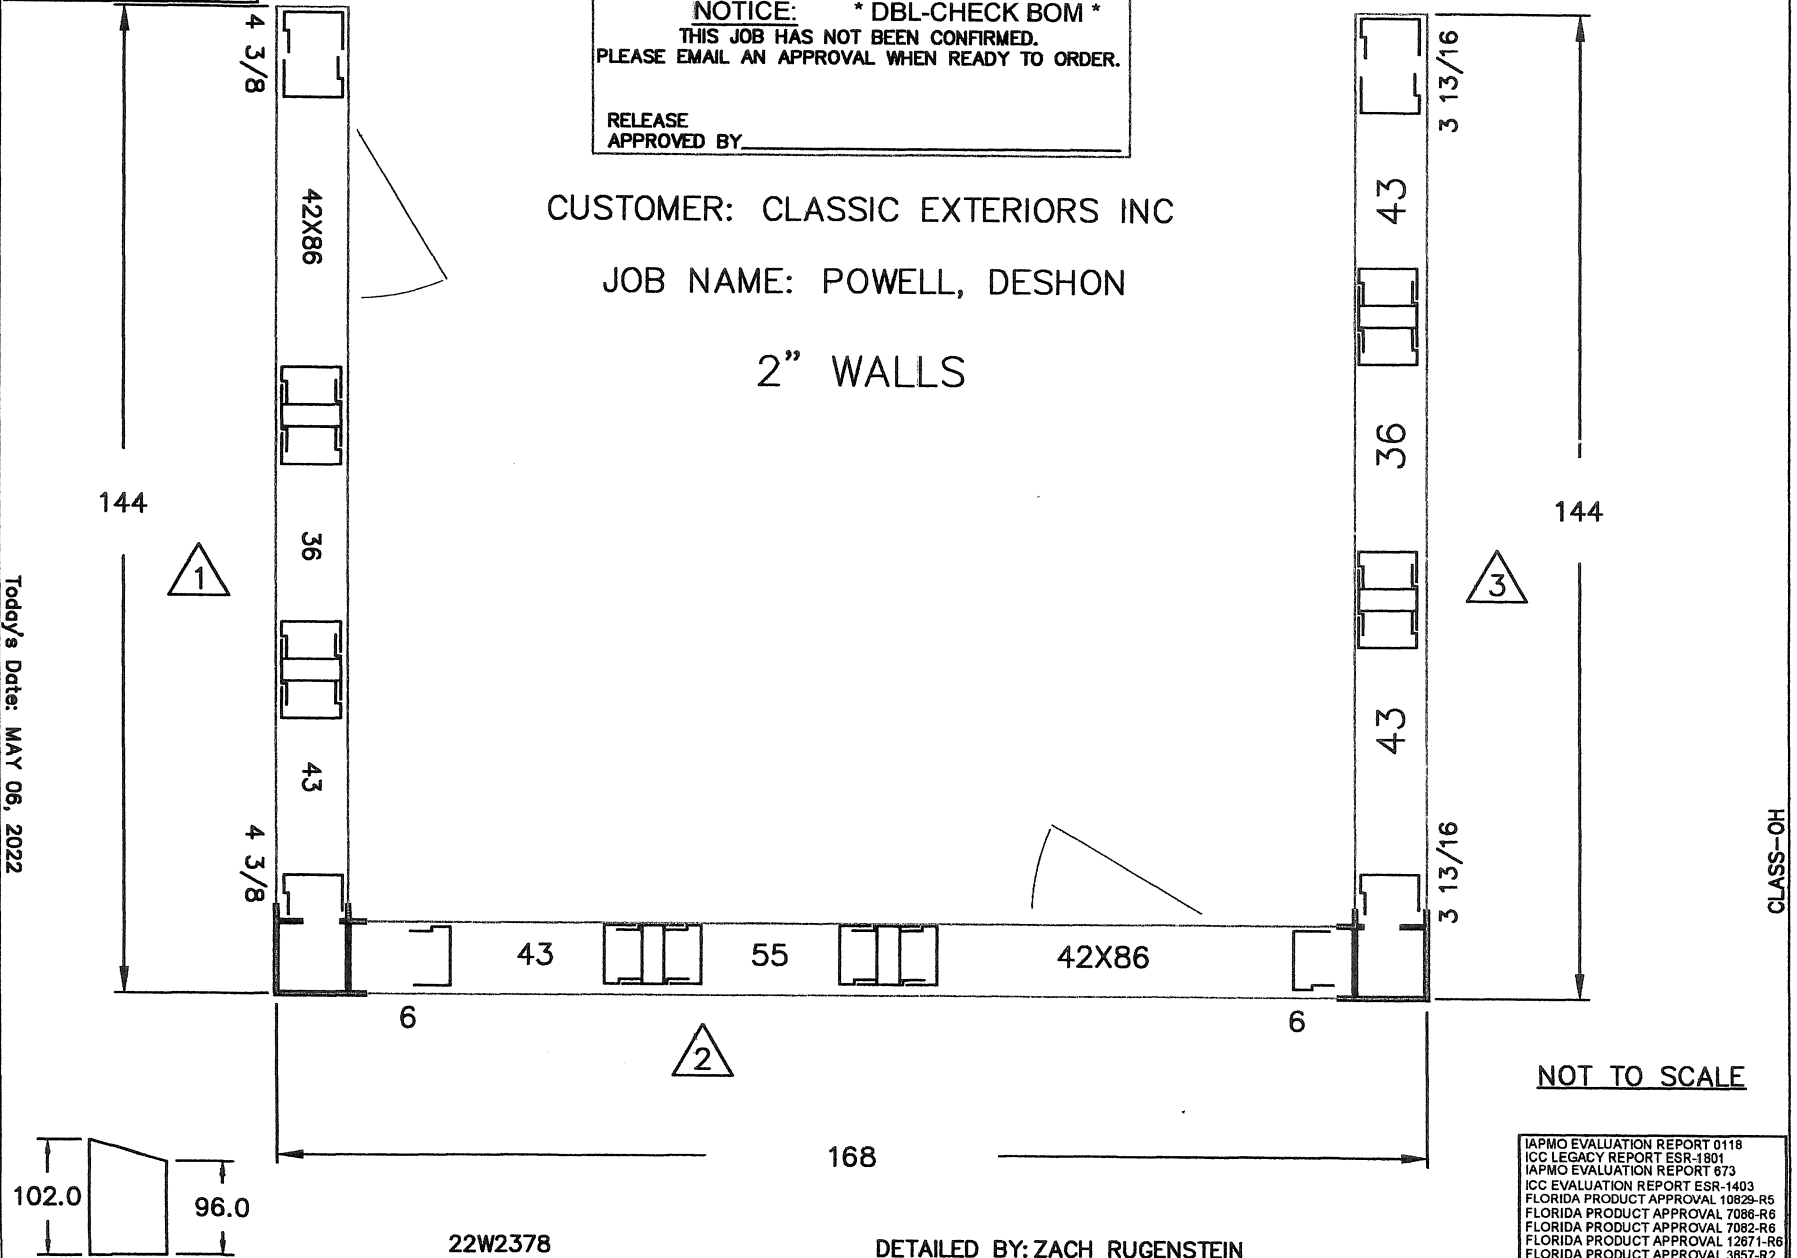 NOTICE: * DBL-CHECK BOM *
THIS JOB HAS NOT BEEN CONFIRMED.
PLEASE EMAIL AN APPROVAL WHEN READY TO ORDER.
RELEASE
APPROVED BY
CUSTOMER: CLASSIC EXTERIORS INC
JOB NAME: POWELL, DESHON
2” WALLS
4 3/8
42X86
36
43
4 3/8
144
1
3 13/16
43
36
43
3 13/16
144
3
43
55
42X86
6
6
2
168
NOT TO SCALE
Today's Date: MAY 06, 2022
CLASS-OH
102.0
96.0
22W2378
DETAILED BY: ZACH RUGENSTEIN
IAPMO EVALUATION REPORT 0118
ICC LEGACY REPORT ESR-1801
IAPMO EVALUATION REPORT 673
ICC EVALUATION REPORT ESR-1403
FLORIDA PRODUCT APPROVAL 10829-R5
FLORIDA PRODUCT APPROVAL 7086-R6
FLORIDA PRODUCT APPROVAL 7082-R6
FLORIDA PRODUCT APPROVAL 12671-R6
FLORIDA PRODUCT APPROVAL 3657-R2